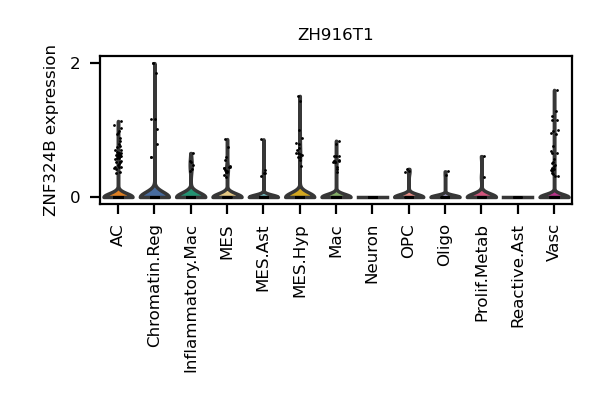 ZH916T1
ZNF324B expression
2
0
AC
Chromatin.Reg
Inflammatory.Mac
MES
MES.Ast
MES.Hyp
Mac
Neuron
OPC
Oligo
Prolif.Metab
Reactive.Ast
Vasc